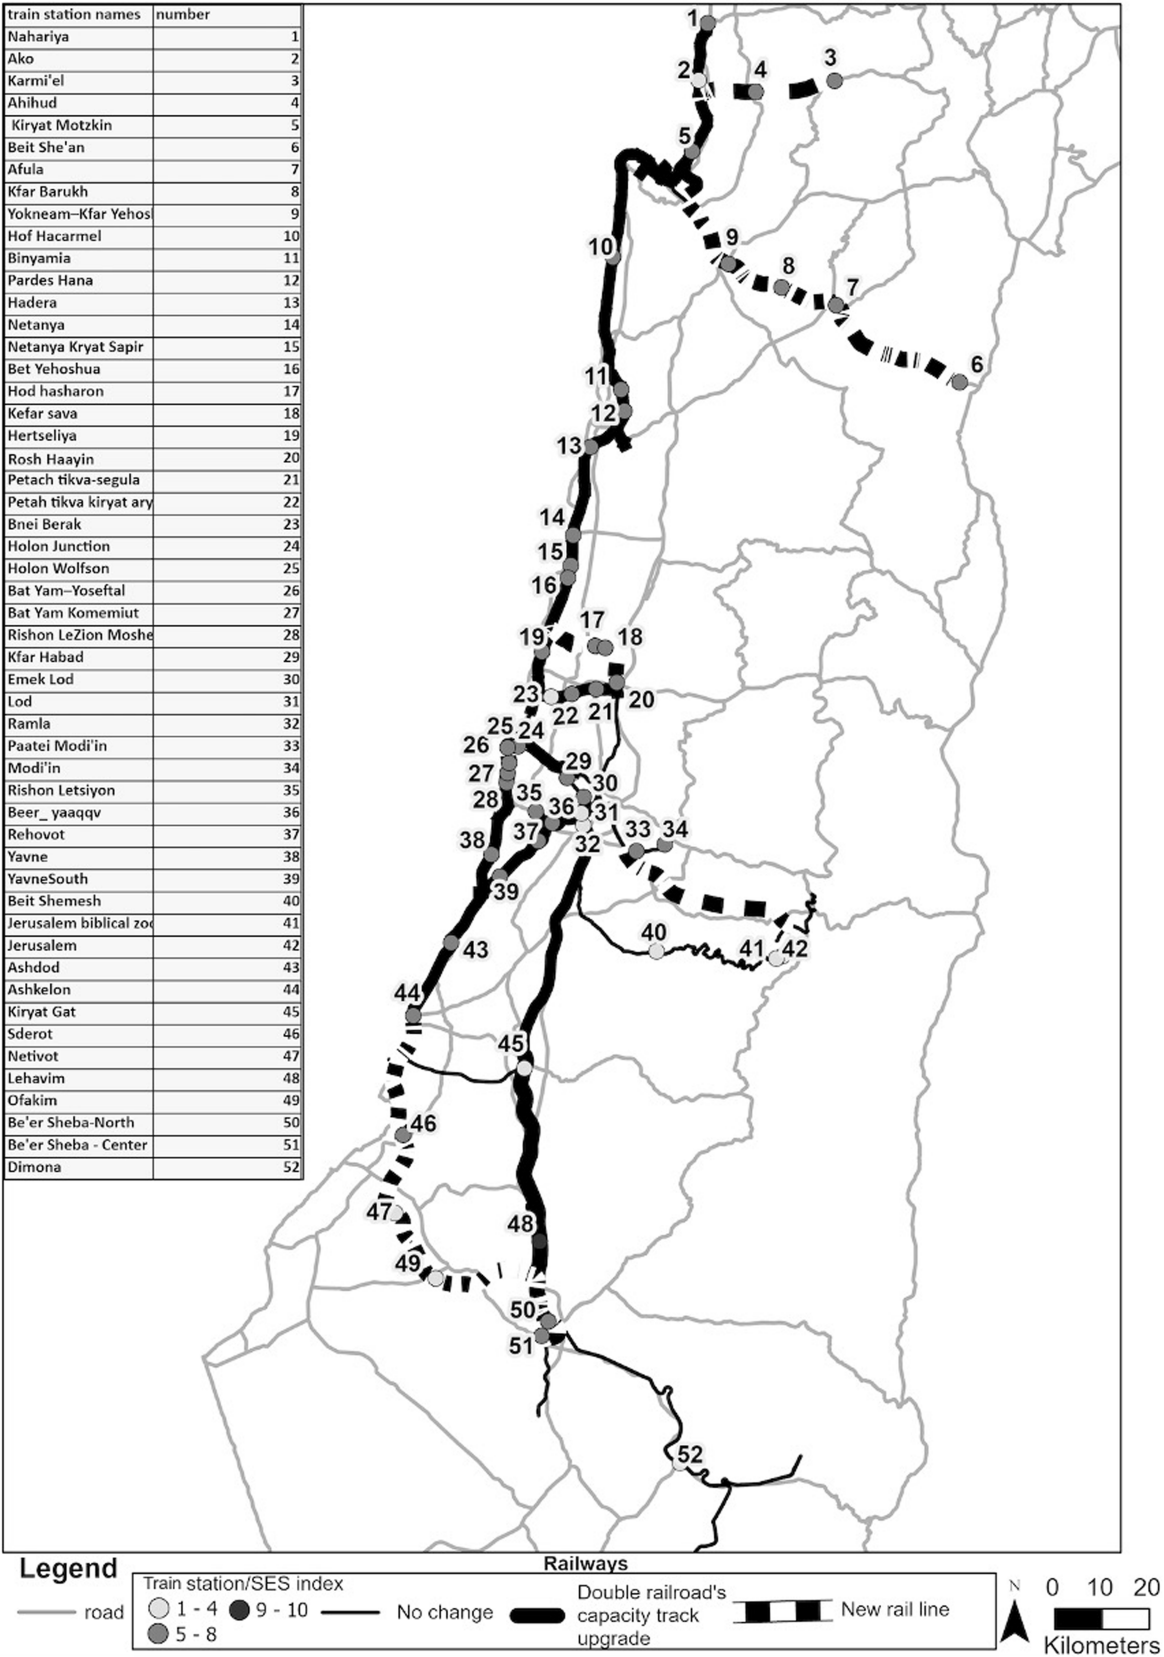 train station names number
Nahariya 1
Ako 2
Karmi'el 3
Ahihud 4
Kiryat Motzkin 5
Beit She'an 6
Afula 7
Kfar Barukh 8
Yokneam–Kfar Yehosl 9
Hof Hacarmel 10
Binyamia 11
Pardes Hana 12
Hadera 13
Netanya 14
Netanya Kryat Sapir 15
Bet Yehoshua 16
Hod hasharon 17
Kefar sava 18
Hertseliya 19
Rosh Haayin 20
Petach tikva-segula 21
Petah tikva kiryat ary 22
Bnei Berak 23
Holon Junction 24
Holon Wolfson 25
Bat Yam–Yoseftal 26
Bat Yam Komemiut 27
Rishon LeZion Moshe 28
Kfar Habad 29
Emek Lod 30
Lod 31
Ramla 32
Paatei Modi'in 33
Modi'in 34
Rishon Letsiyon 35
Beer_ yaaqqv 36
Rehovot 37
Yavne 38
YavneSouth 39
Beit Shemesh 40
Jerusalem biblical zoo 41
Jerusalem 42
Ashdod 43
Ashkelon 44
Kiryat Gat 45
Sderot 46
Netivot 47
Lehavim 48
Ofakim 49
Be'er Sheba-North 50
Be'er Sheba - Center 51
Dimona 52
1
2 4 3
5
10 9
8
7
11 6
12
13
14
15
16
17
19 18
23 22 21 20
25 24
26
27 29
28 35 30
36 31
37 33 34
38 32
39
40 41 42
43
44
45
46
47
48
49
50
51
52
Legend
Railways
Train station/SES index
road
1 - 4 9 - 10
5 - 8
No change
Double railroad's
capacity track
upgrade
New rail line
N
0 10 20
Kilometers